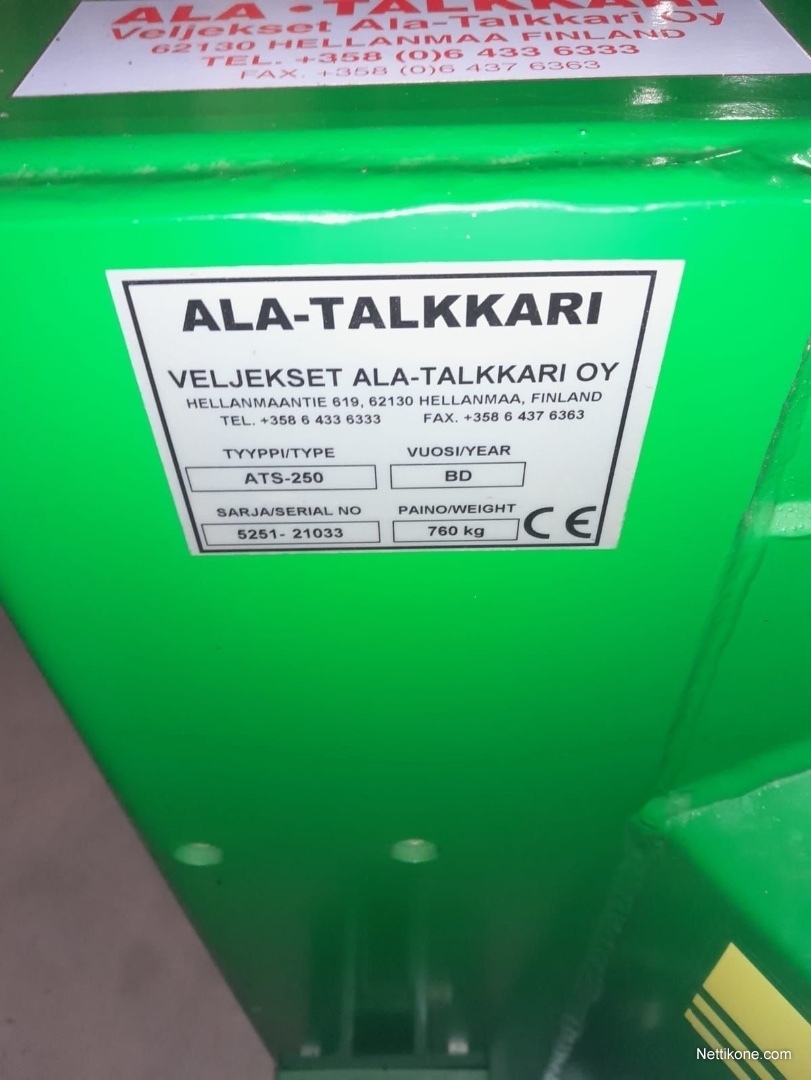 ALA • TALKKARI
Veljekset Ala-Talkkari Oy
62130 HELLANMAA FINLAND
TEL. +358 (0)6 433 6333
FAX. +358 (0)6 437 6363
ALA-TALKKARI
VELJEKSET ALA-TALKKARI OY
HELLANMAANTIE 619, 62130 HELLANMAA, FINLAND
TEL. +358 6 433 6333 FAX. +358 6 437 6363
TYYPPI/TYPE VUOSI/YEAR
ATS-250 BD
SARJA/SERIAL NO PAINO/WEIGHT
5251- 21033 760 kg CE
Nettikone.com